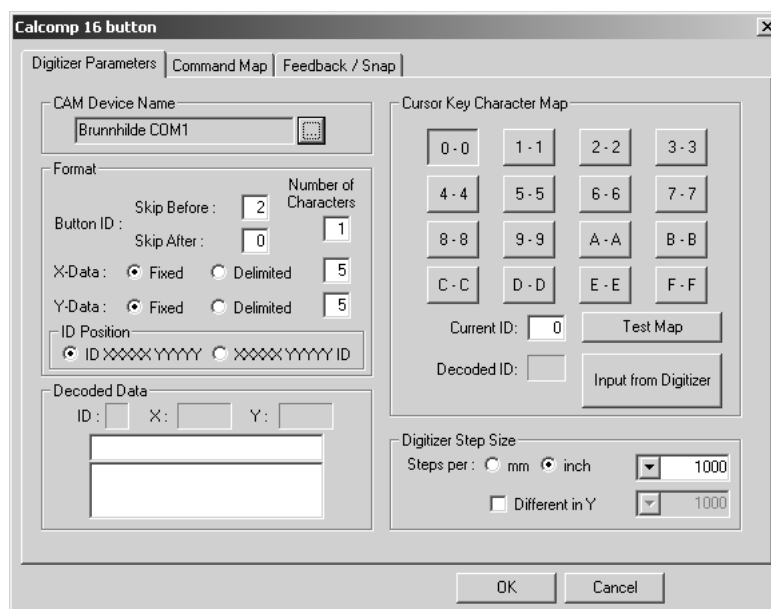 Calcomp 16 button
Digitizer Parameters Command Map Feedback / Snap
CAM Device Name
Brunnhilde COM1
...
Format
Number of
Characters
Button ID :
Skip Before : 2
Skip After : 0
1
X-Data : Fixed Delimited 5
Y-Data : Fixed Delimited 5
ID Position
ID XXXXX YYYYY XXXXX YYYYY ID
Decoded Data
ID : X : Y :
Cursor Key Character Map
0 - 0 1 - 1 2 - 2 3 - 3
4 - 4 5 - 5 6 - 6 7 - 7
8 - 8 9 - 9 A - A B - B
C - C D - D E - E F - F
Current ID: 0 Test Map
Decoded ID: Input from Digitizer
Digitizer Step Size
Steps per : mm inch 1000
Different in Y 1000
OK Cancel